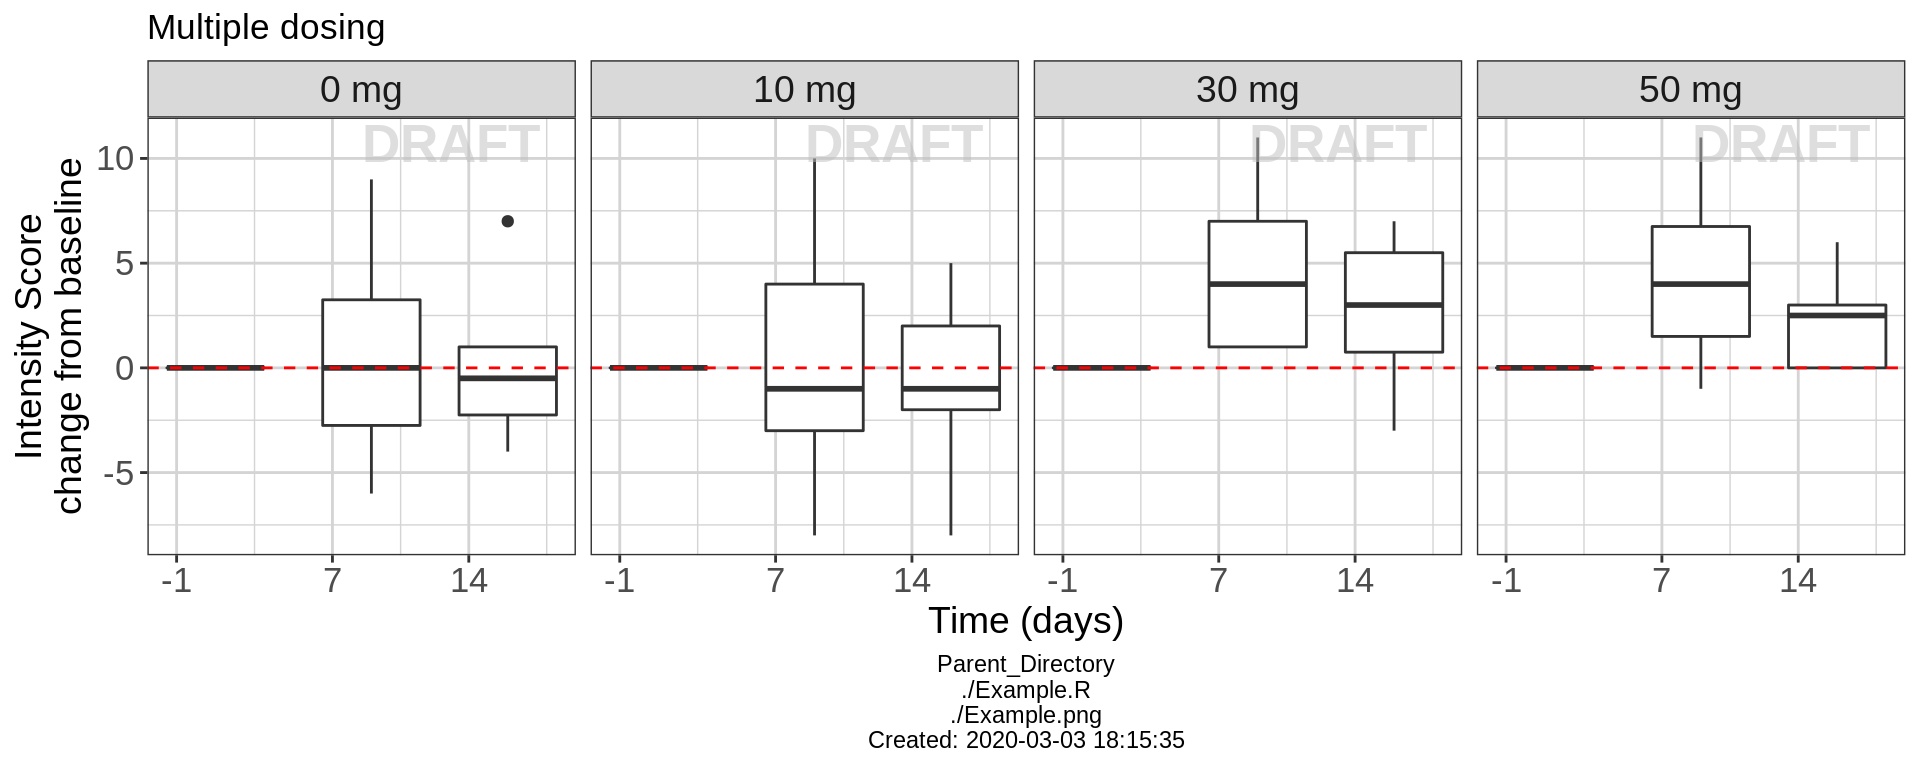 Multiple dosing
0 mg
10 mg
30 mg
50 mg
DRAFT
DRAFT
DRAFT
DRAFT
Intensity Score
change from baseline
10
5
0
-5
-1 7 14
-1 7 14
-1 7 14
-1 7 14
Time (days)
Parent_Directory
./Example.R
./Example.png
Created: 2020-03-03 18:15:35